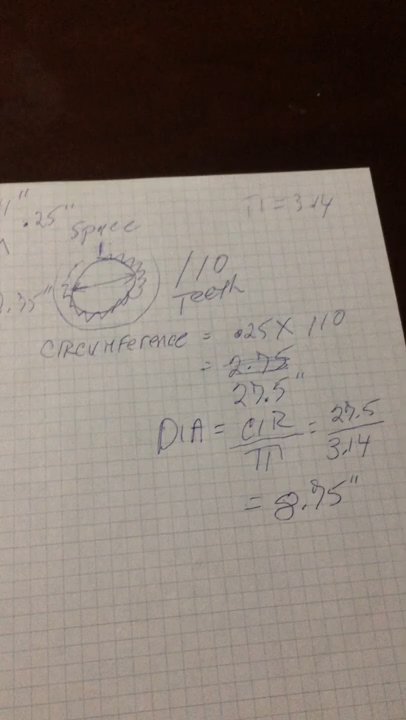 .25"
Space
π = 3.14
.35"
110
Teeth
CIRCUMFERENCE = .25 X 110
= 2.75
27.5"
DIA = CIR/π = 27.5/3.14
= 8.75"